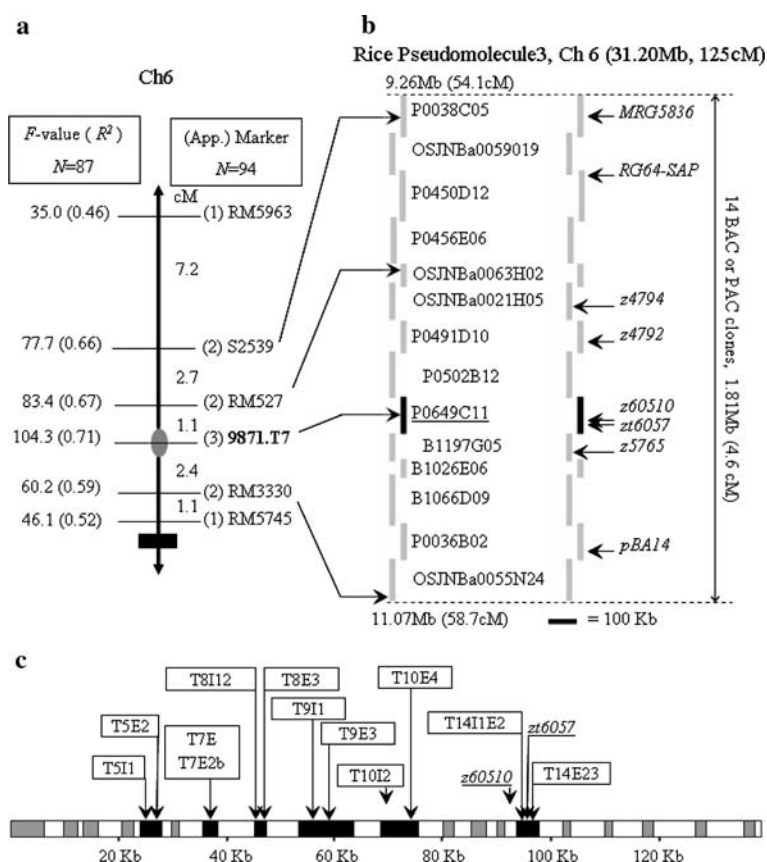 a
b
Rice Pseudomolecule3, Ch 6 (31.20Mb, 125cM)
Ch6
9.26Mb (54.1cM)
F-value ( R² )
N=87
(App.) Marker
N=94
cM
35.0 (0.46)
(1) RM5963
7.2
77.7 (0.66)
(2) S2539
2.7
83.4 (0.67)
(2) RM527
1.1
104.3 (0.71)
(3) 9871.T7
2.4
60.2 (0.59)
(2) RM3330
1.1
46.1 (0.52)
(1) RM5745
P0038C05
OSJNBa0059019
P0450D12
P0456E06
OSJNBa0063H02
OSJNBa0021H05
P0491D10
P0502B12
P0649C11
B1197G05
B1026E06
B1066D09
P0036B02
OSJNBa0055N24
MRG5836
RG64-SAP
z4794
z4792
z60510
zt6057
z5765
pBA14
14 BAC or PAC clones, 1.81Mb (4.6 cM)
11.07Mb (58.7cM)
= 100 Kb
c
T8I12
T8E3
T10E4
T5E2
T9I1
T14I1E2
zt6057
T7E
T7E2b
T9E3
T5I1
T10I2
z60510
T14E23
20 Kb
40 Kb
60 Kb
80 Kb
100 Kb
120 Kb